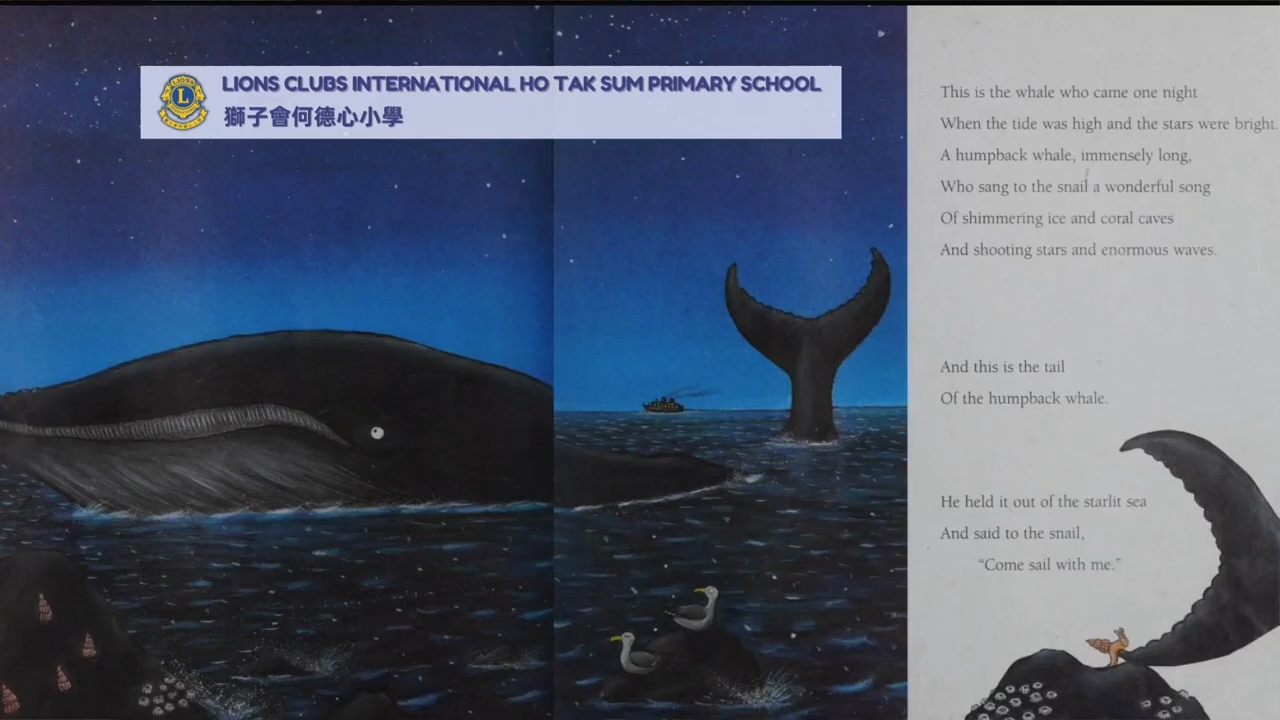 LIONS CLUBS INTERNATIONAL HO TAK SUM PRIMARY SCHOOL
獅子會何德心小學
This is the whale who came one night
When the tide was high and the stars were bright.
A humpback whale, immensely long,
Who sang to the snail a wonderful song
Of shimmering ice and coral caves
And shooting stars and enormous waves.
And this is the tail
Of the humpback whale.
He held it out of the starlit sea
And said to the snail,
“Come sail with me.”